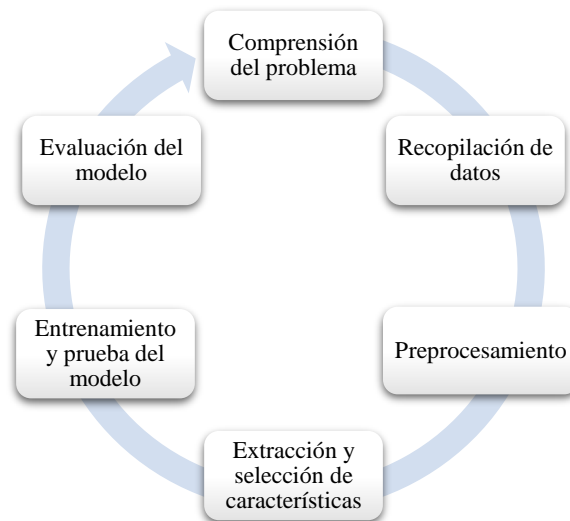 Comprensión
del problema
Recopilación de
datos
Preprocesamiento
Extracción y
selección de
características
Entrenamiento
y prueba del
modelo
Evaluación del
modelo